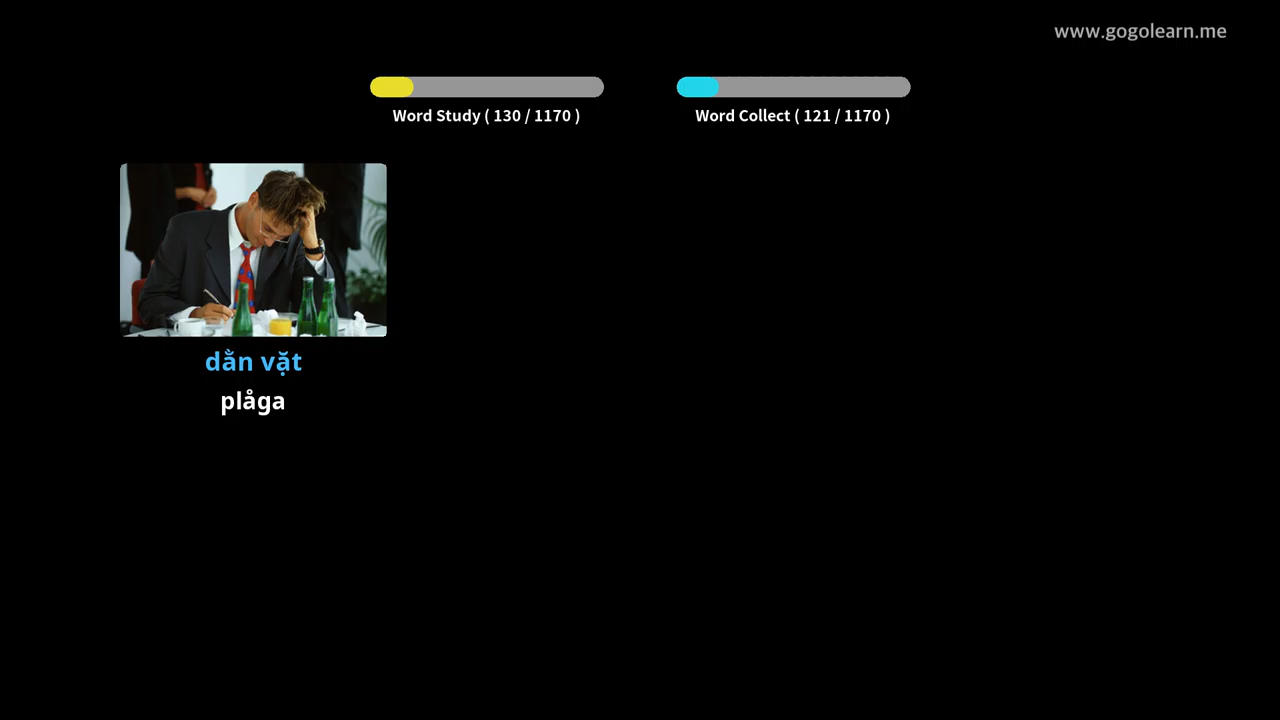 www.gogolearn.me
Word Study ( 130 / 1170 )
Word Collect ( 121 / 1170 )
dằn vặt
plåga